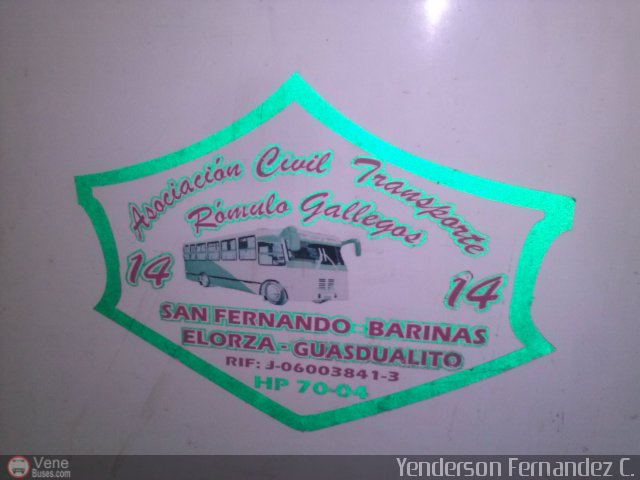 Asociación Civil Transporte
Rómulo Gallegos
14 14
SAN FERNANDO - BARINAS
ELORZA - GUASDUALITO
RIF: J-06003841-3
HP 70-04
Vene
Buses.com
Yenderson Fernandez C.